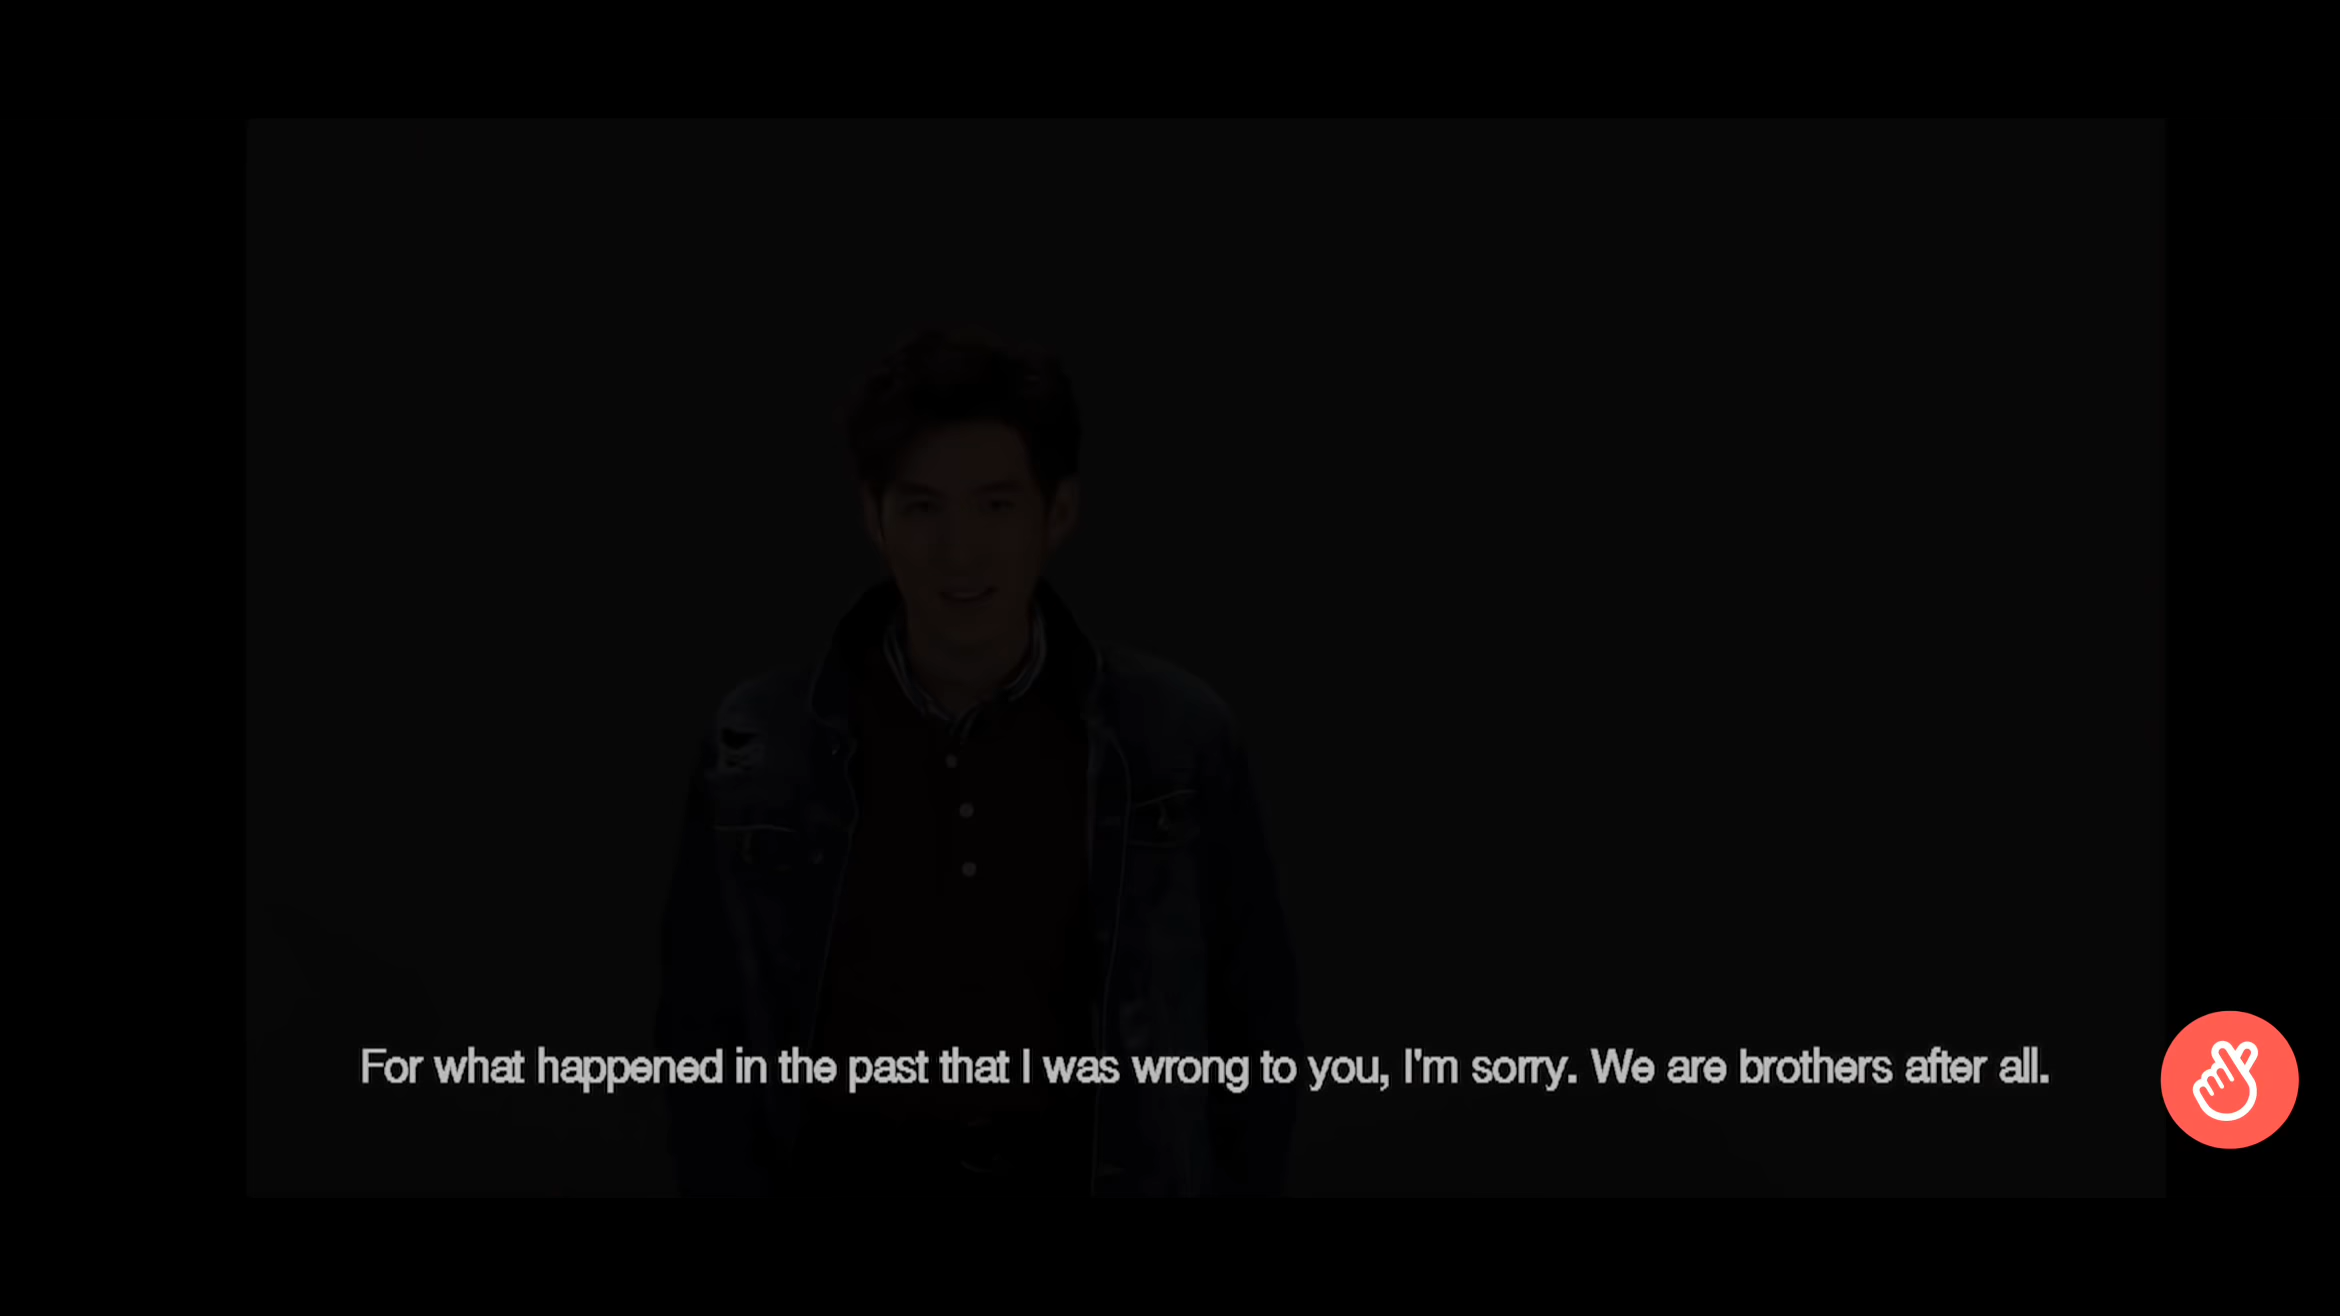 For what happened in the past that I was wrong to you, I'm sorry. We are brothers after all.